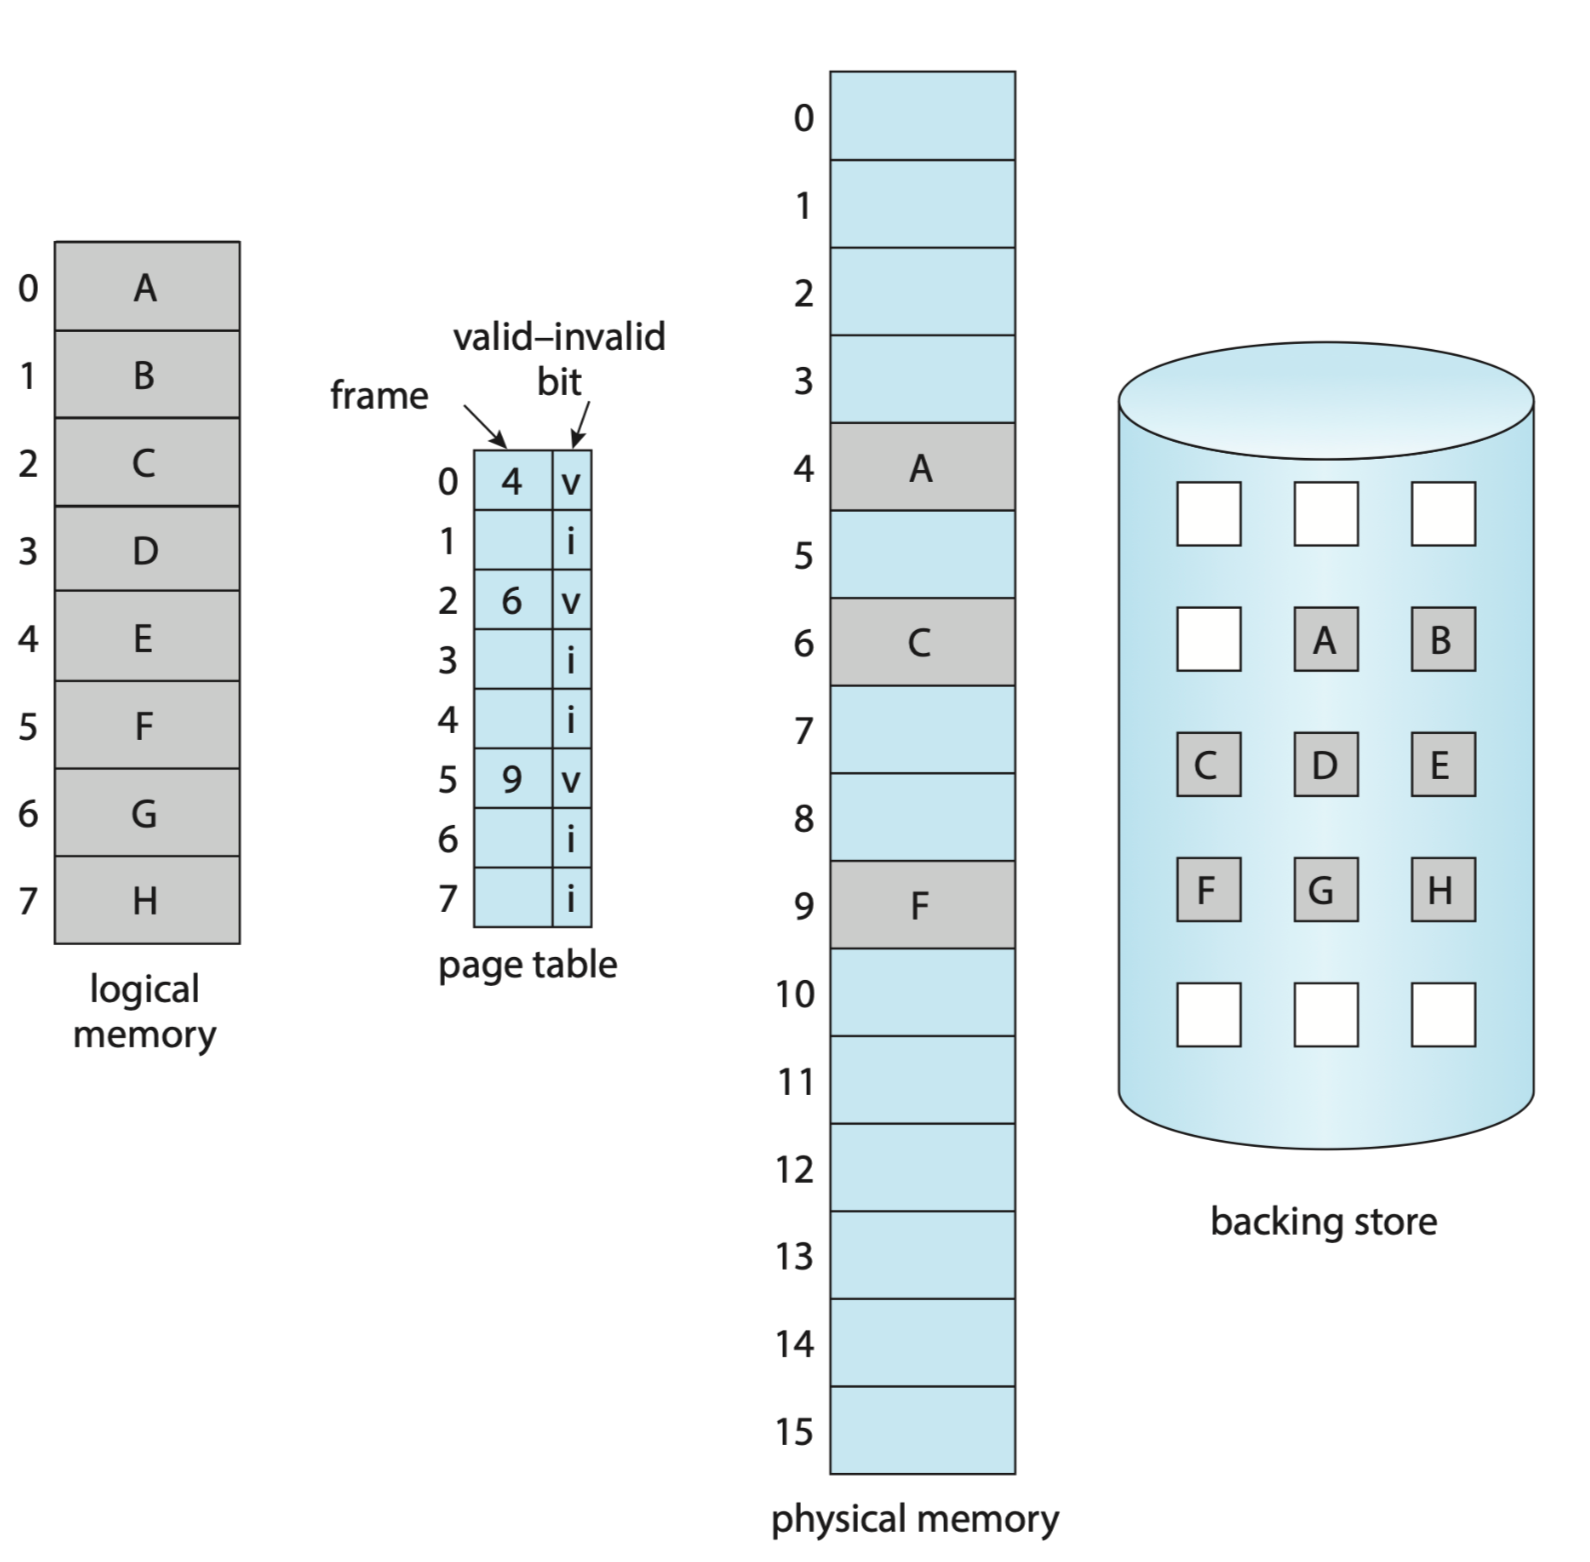 0 A
1 B
2 C
3 D
4 E
5 F
6 G
7 H
logical
memory
valid–invalid
bit
frame
0 4 v
1 i
2 6 v
3 i
4 i
5 9 v
6 i
7 i
page table
0
1
2
3
4 A
5
6 C
7
8
9 F
10
11
12
13
14
15
physical memory
A B
C D E
F G H
backing store